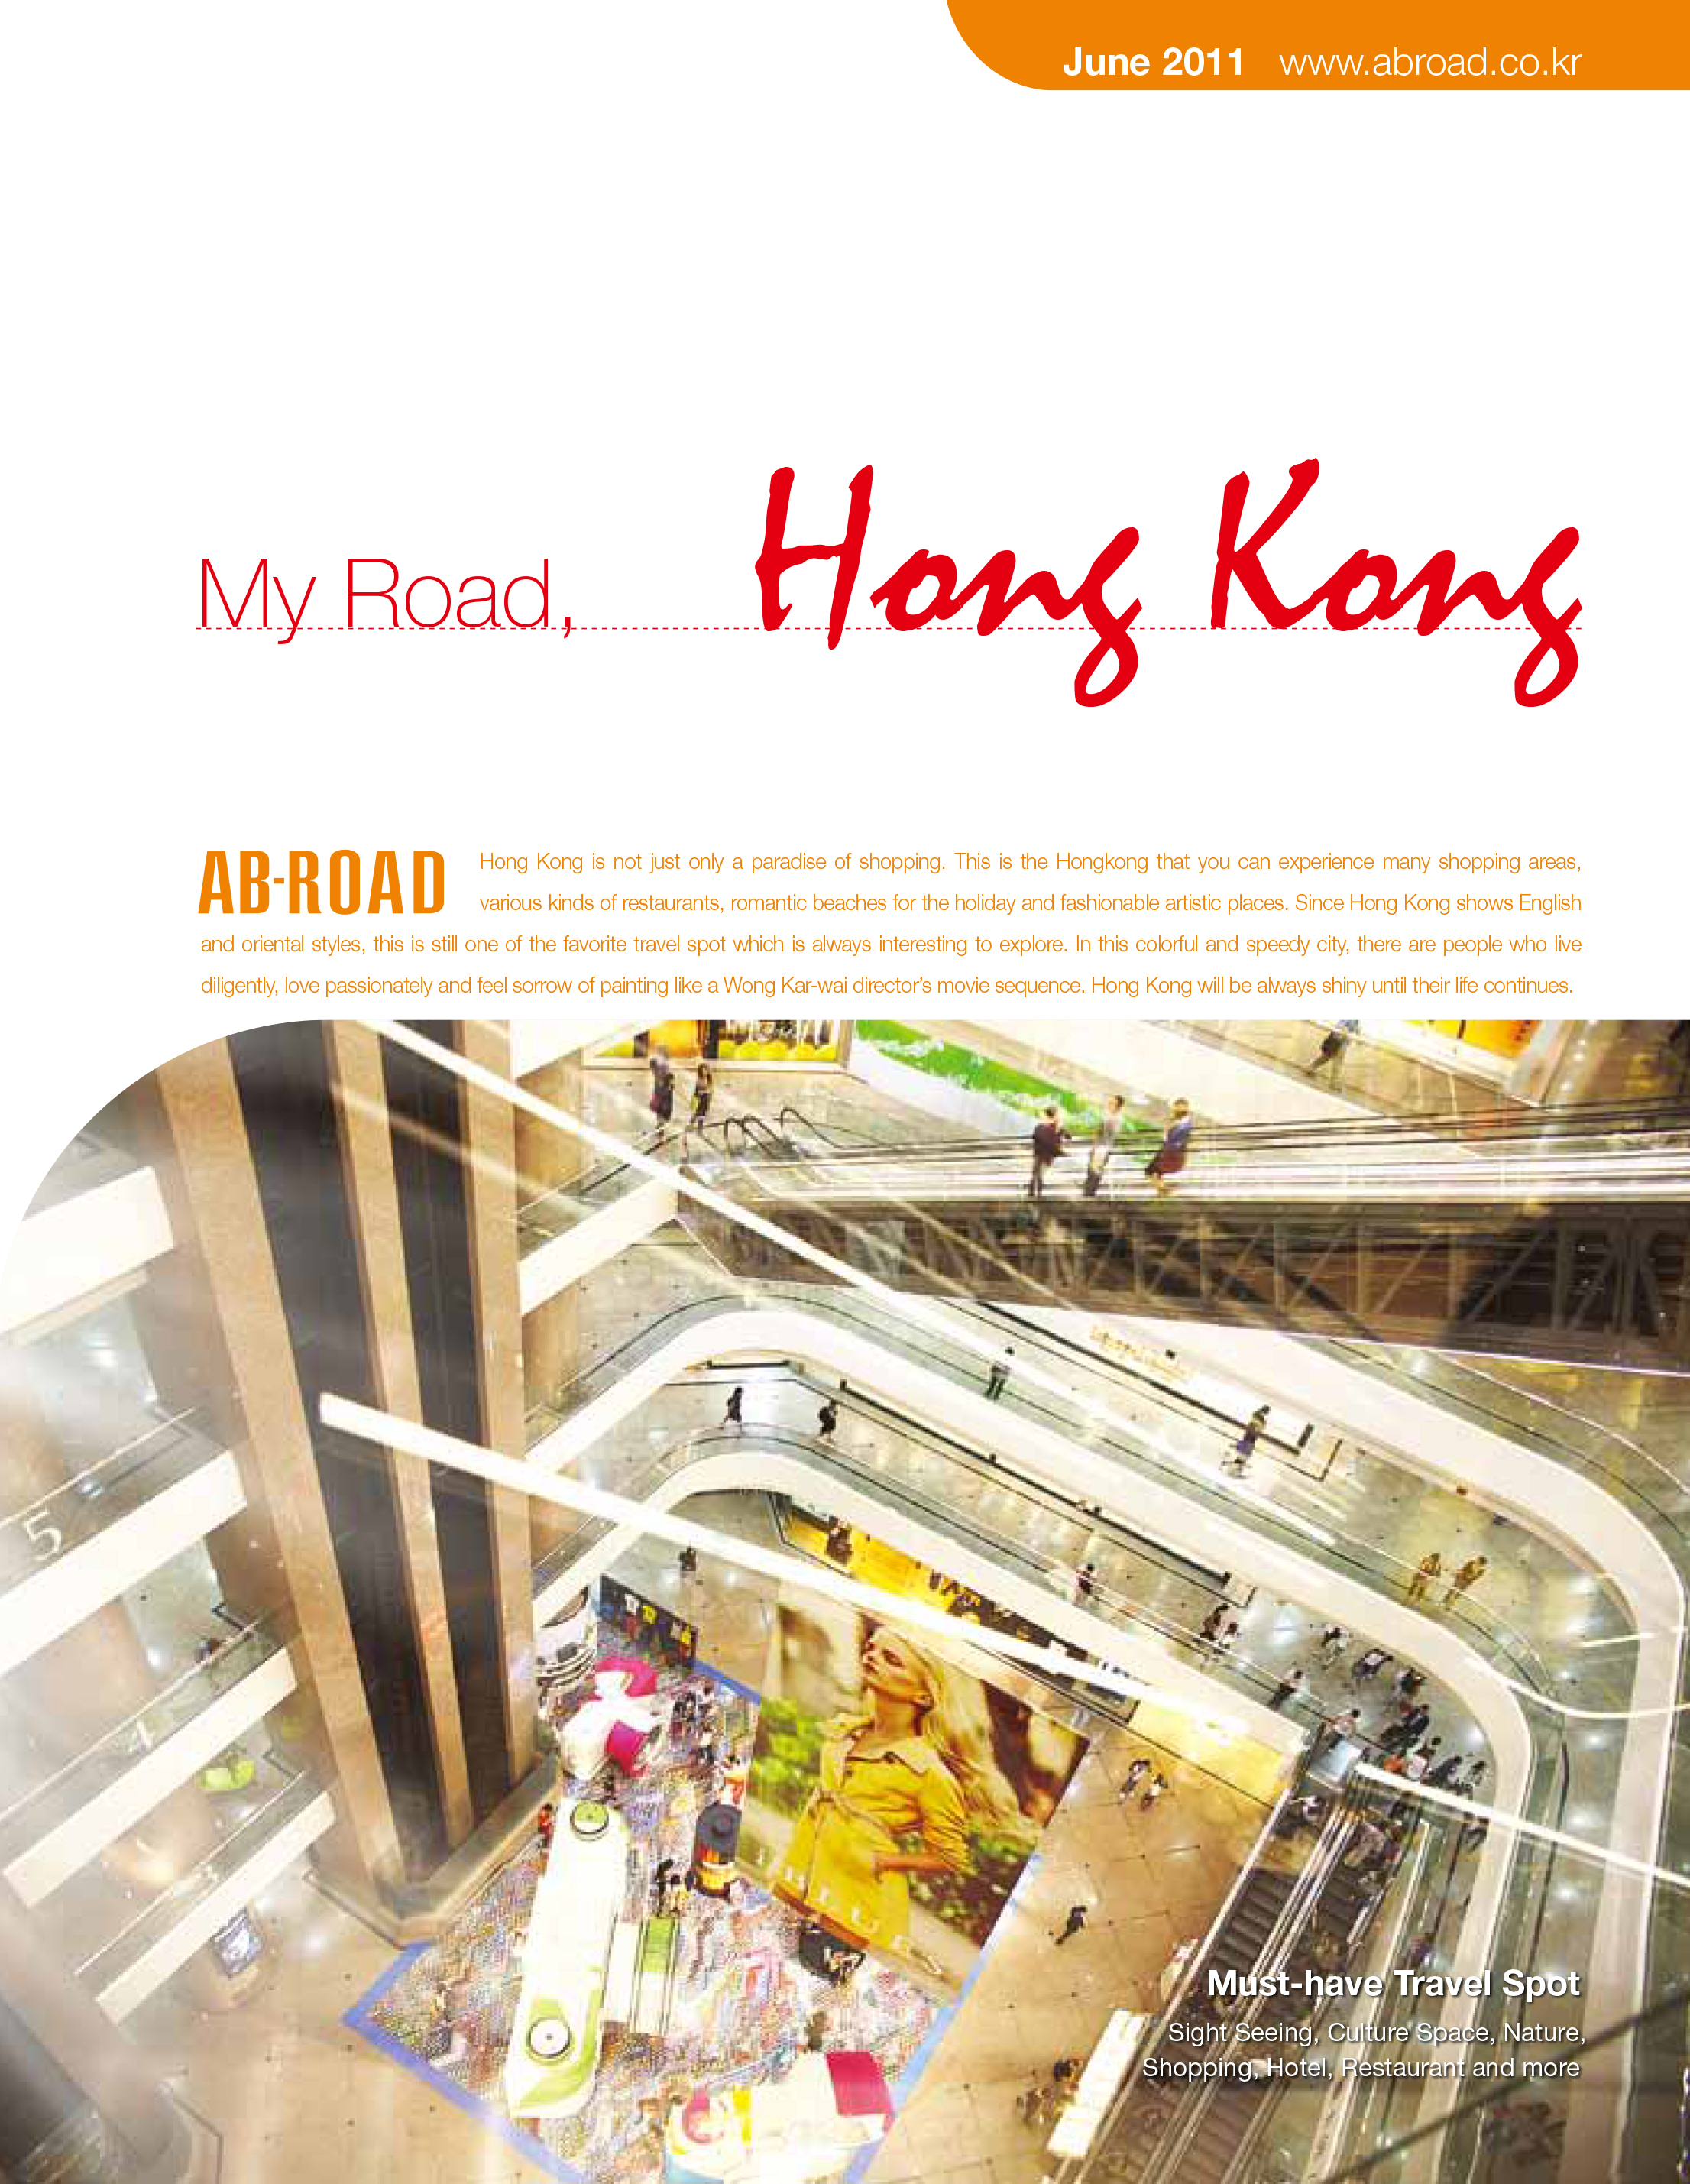 June 2011 www.abroad.co.kr
My Road, Hong Kong
AB-ROAD
Hong Kong is not just only a paradise of shopping. This is the Hongkong that you can experience many shopping areas,
various kinds of restaurants, romantic beaches for the holiday and fashionable artistic places. Since Hong Kong shows English
and oriental styles, this is still one of the favorite travel spot which is always interesting to explore. In this colorful and speedy city, there are people who live
diligently, love passionately and feel sorrow of painting like a Wong Kar-wai director's movie sequence. Hong Kong will be always shiny until their life continues.
5
4
Must-have Travel Spot
Sight Seeing, Culture Space, Nature,
Shopping, Hotel, Restaurant and more